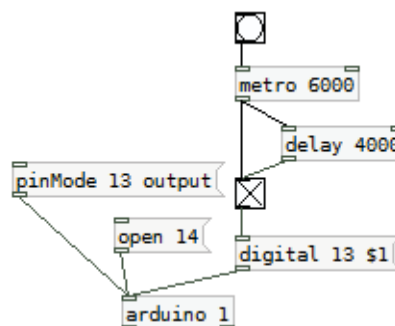 metro 6000
delay 4000
pinMode 13 output
open 14
digital 13 $1
arduino 1